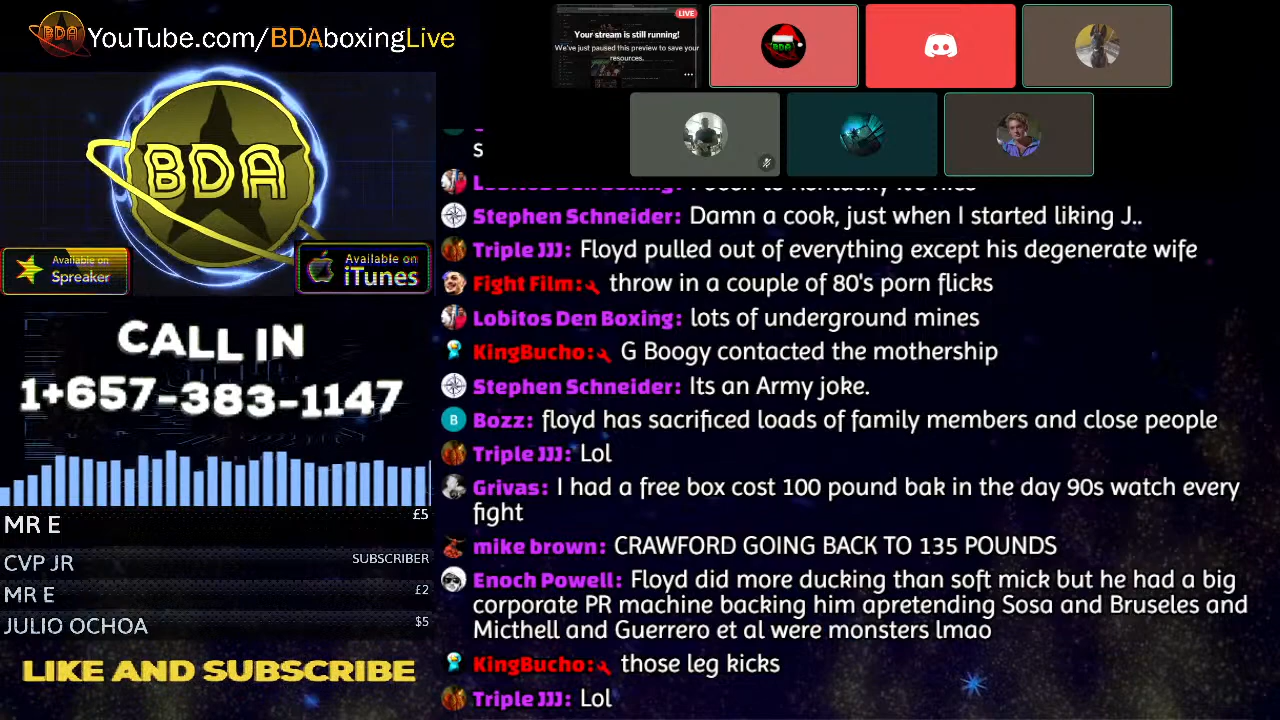 YouTube.com/BDAboxingLive
LIVE
Your stream is still running!
We've just paused this preview to save your
resources.
BDA
Available on
Spreaker
Available on
iTunes
CALL IN
1+657-383-1147
MR E £5
CVP JR SUBSCRIBER
MR E £2
JULIO OCHOA $5
LIKE AND SUBSCRIBE
s
Lobitos Den Boxing:
Stephen Schneider: Damn a cook, just when I started liking J..
Triple JJJ: Floyd pulled out of everything except his degenerate wife
Fight Film: throw in a couple of 80's porn flicks
Lobitos Den Boxing: lots of underground mines
KingBucho: G Boogy contacted the mothership
Stephen Schneider: Its an Army joke.
B Bozz: floyd has sacrificed loads of family members and close people
Triple JJJ: Lol
Grivas: I had a free box cost 100 pound bak in the day 90s watch every
fight
mike brown: CRAWFORD GOING BACK TO 135 POUNDS
Enoch Powell: Floyd did more ducking than soft mick but he had a big
corporate PR machine backing him apretending Sosa and Bruseles and
Micthell and Guerrero et al were monsters lmao
KingBucho: those leg kicks
Triple JJJ: Lol